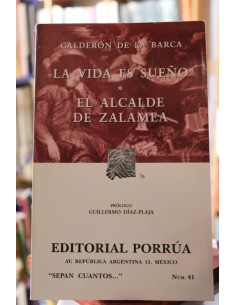 CALDERÓN DE LA BARCA
LA VIDA ES SUEÑO
*
EL ALCALDE
DE ZALAMEA
PRÓLOGO
GUILLERMO DÍAZ-PLAJA
EDITORIAL PORRÚA
AV. REPÚBLICA ARGENTINA 15, MÉXICO
"SEPAN CUANTOS..." NÚM. 41